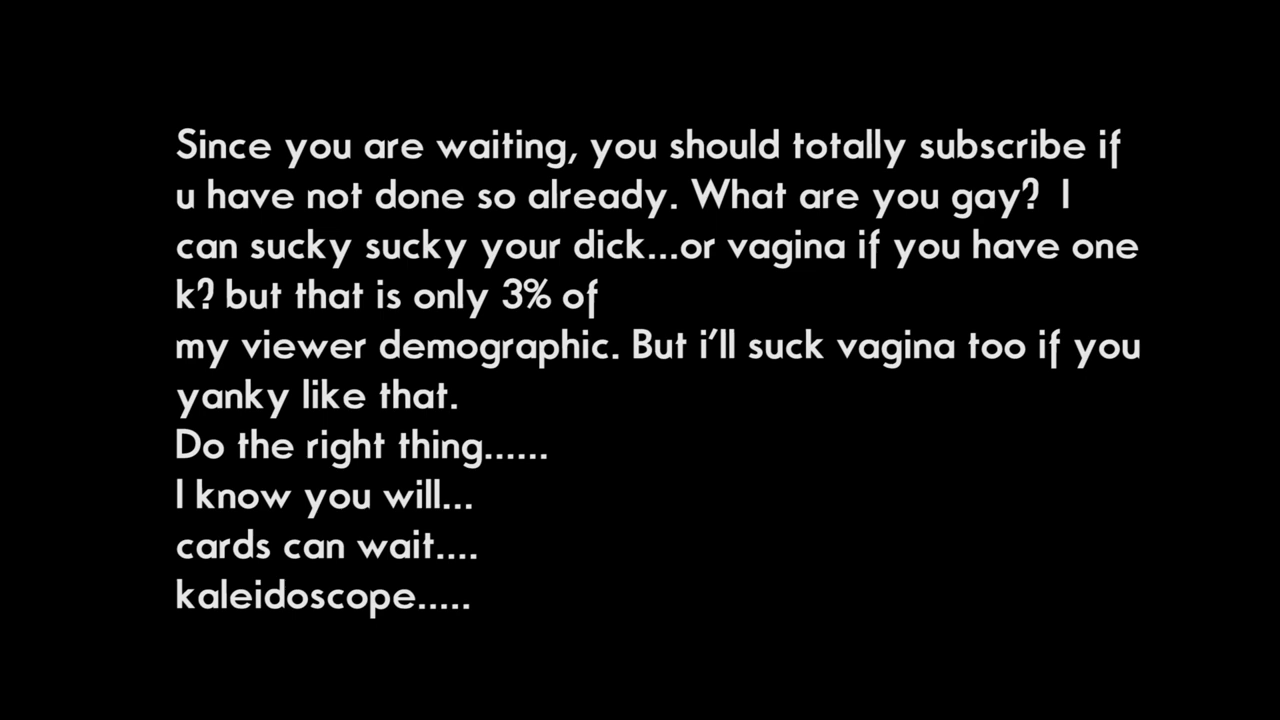 Since you are waiting, you should totally subscribe if
u have not done so already. What are you gay?  I
can sucky sucky your dick...or vagina if you have one
k? but that is only 3% of
my viewer demographic. But i'll suck vagina too if you
yanky like that.
Do the right thing......
I know you will...
cards can wait....
kaleidoscope.....